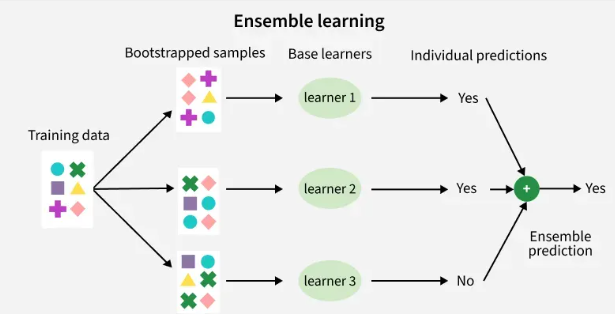 Ensemble learning
Bootstrapped samples
Base learners
Individual predictions
Training data
learner 1
Yes
learner 2
Yes
+
Yes
Ensemble
prediction
learner 3
No